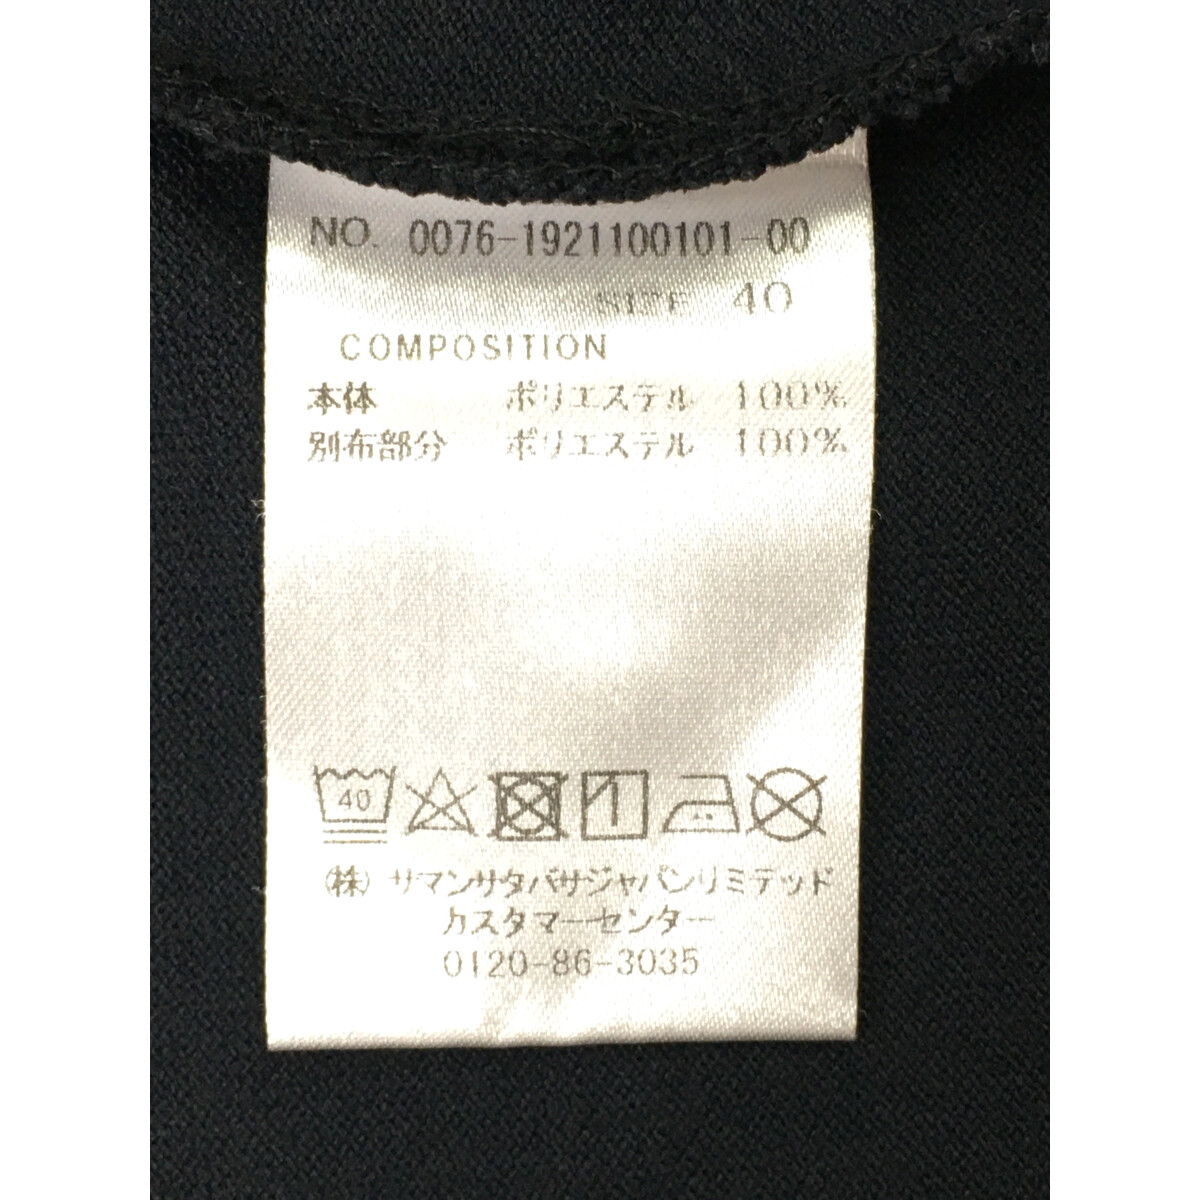 NO. 0076-1921100101-00
SIZE 40
COMPOSITION
本体 ポリエステル 100%
別布部分 ポリエステル 100%
40
(株) サマンサタバサジャパンリミテッド
カスタマーセンター
0120-86-3035